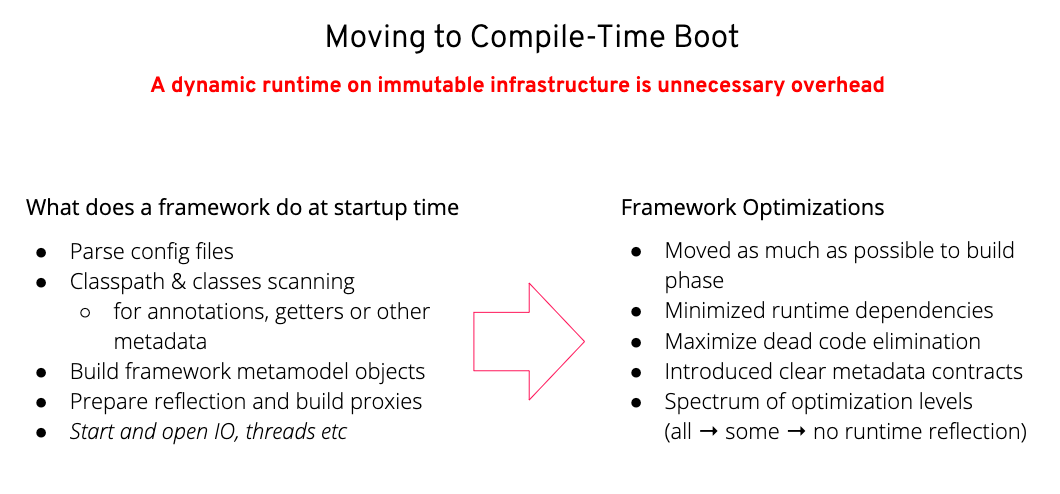 Moving to Compile-Time Boot
A dynamic runtime on immutable infrastructure is unnecessary overhead
What does a framework do at startup time
● Parse config files
● Classpath & classes scanning
○ for annotations, getters or other
metadata
● Build framework metamodel objects
● Prepare reflection and build proxies
● Start and open IO, threads etc
Framework Optimizations
● Moved as much as possible to build
phase
● Minimized runtime dependencies
● Maximize dead code elimination
● Introduced clear metadata contracts
● Spectrum of optimization levels
(all → some → no runtime reflection)